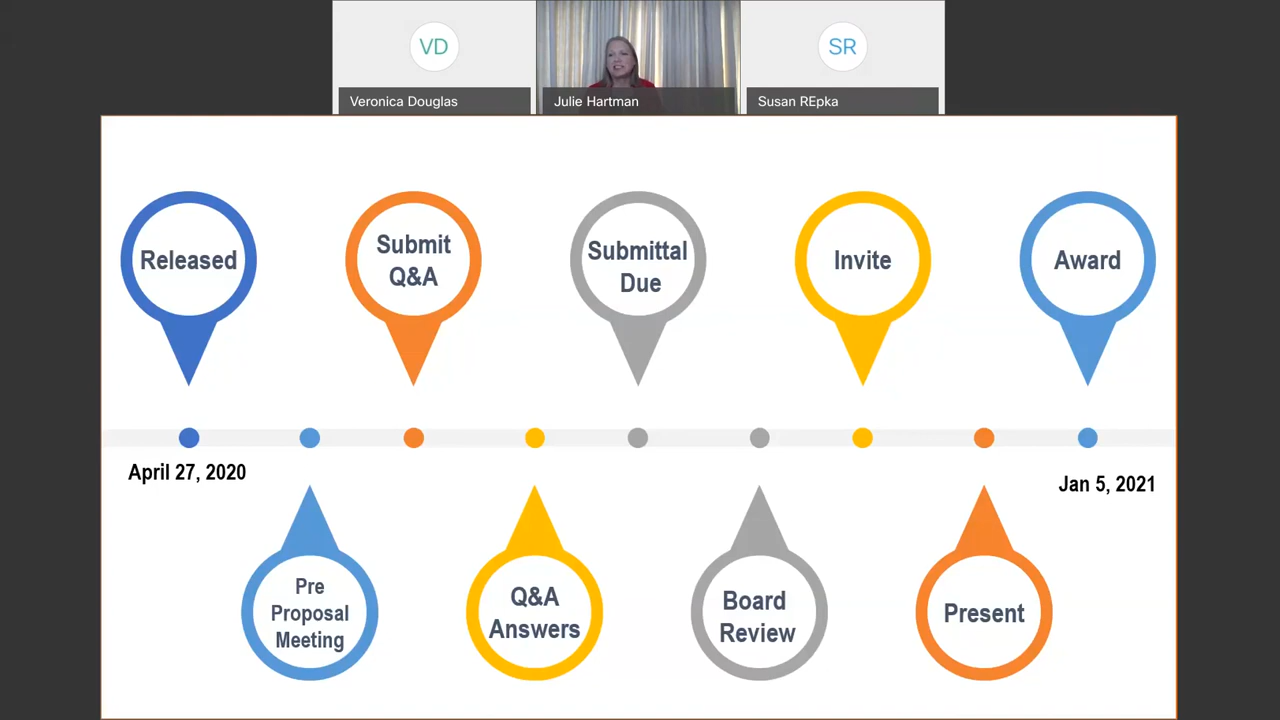 VD
SR
Veronica Douglas
Julie Hartman
Susan REpka
Released
Submit
Q&A
Submittal
Due
Invite
Award
April 27, 2020
Jan 5, 2021
Pre
Proposal
Meeting
Q&A
Answers
Board
Review
Present